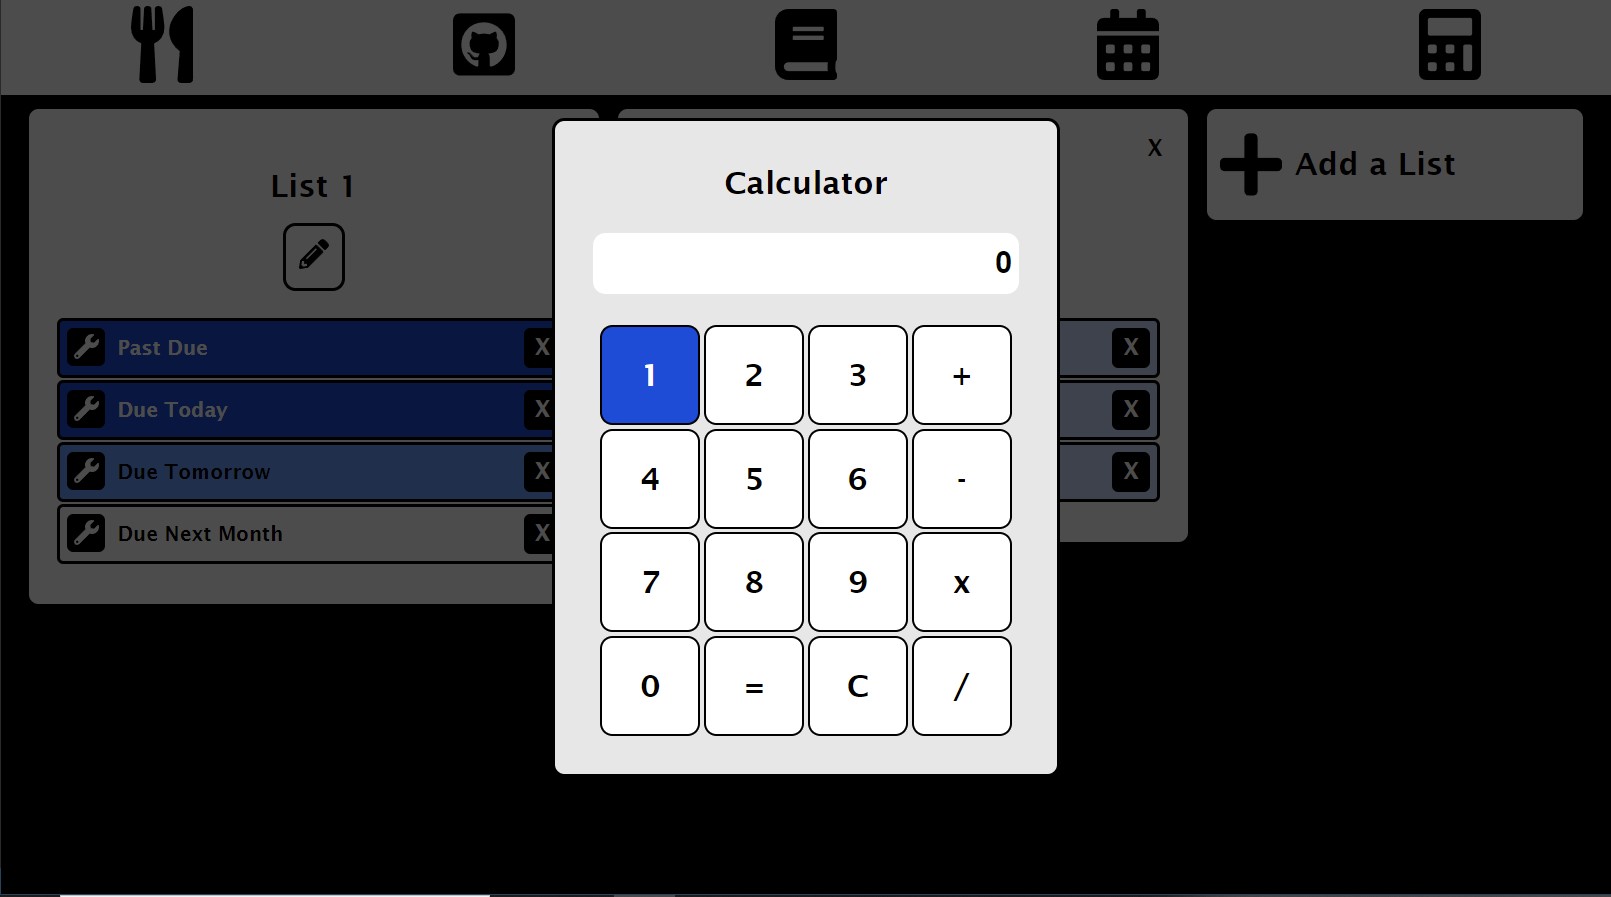 List 1
Past Due X
Due Today X
Due Tomorrow X
Due Next Month X
Calculator
0
1 2 3 +
4 5 6 -
7 8 9 x
0 = C /
X
X
X
X
Add a List